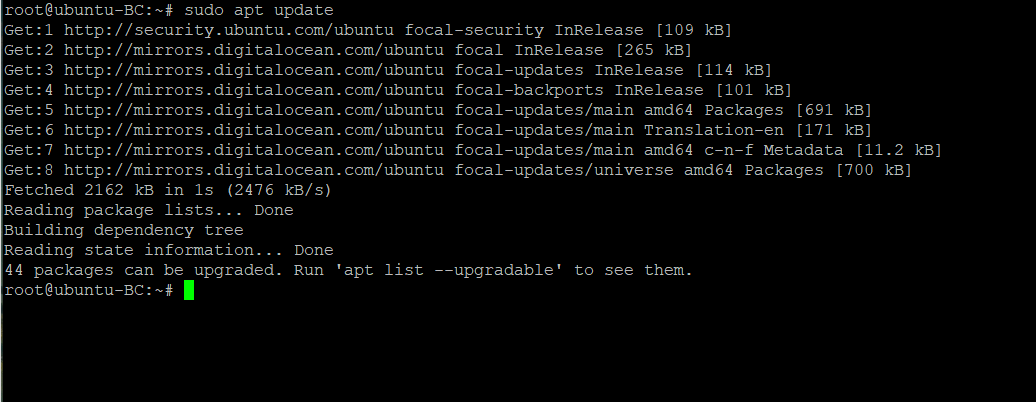 root@ubuntu-BC:~# sudo apt update
Get:1 http://security.ubuntu.com/ubuntu focal-security InRelease [109 kB]
Get:2 http://mirrors.digitalocean.com/ubuntu focal InRelease [265 kB]
Get:3 http://mirrors.digitalocean.com/ubuntu focal-updates InRelease [114 kB]
Get:4 http://mirrors.digitalocean.com/ubuntu focal-backports InRelease [101 kB]
Get:5 http://mirrors.digitalocean.com/ubuntu focal-updates/main amd64 Packages [691 kB]
Get:6 http://mirrors.digitalocean.com/ubuntu focal-updates/main Translation-en [171 kB]
Get:7 http://mirrors.digitalocean.com/ubuntu focal-updates/main amd64 c-n-f Metadata [11.2 kB]
Get:8 http://mirrors.digitalocean.com/ubuntu focal-updates/universe amd64 Packages [700 kB]
Fetched 2162 kB in 1s (2476 kB/s)
Reading package lists... Done
Building dependency tree
Reading state information... Done
44 packages can be upgraded. Run 'apt list --upgradable' to see them.
root@ubuntu-BC:~#